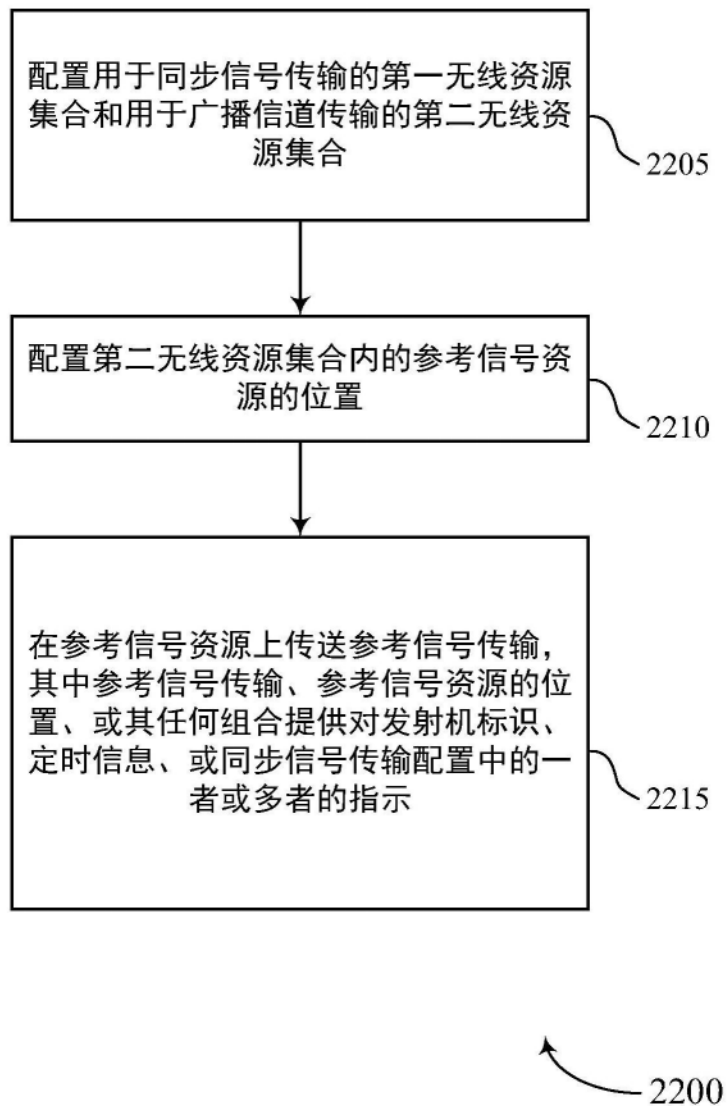 配置用于同步信号传输的第一无线资源
集合和用于广播信道传输的第二无线资
源集合
2205
配置第二无线资源集合内的参考信号资
源的位置
2210
在参考信号资源上传送参考信号传输，
其中参考信号传输、参考信号资源的位
置、或其任何组合提供对发射机标识、
定时信息、或同步信号传输配置中的一
者或多者的指示
2215
2200